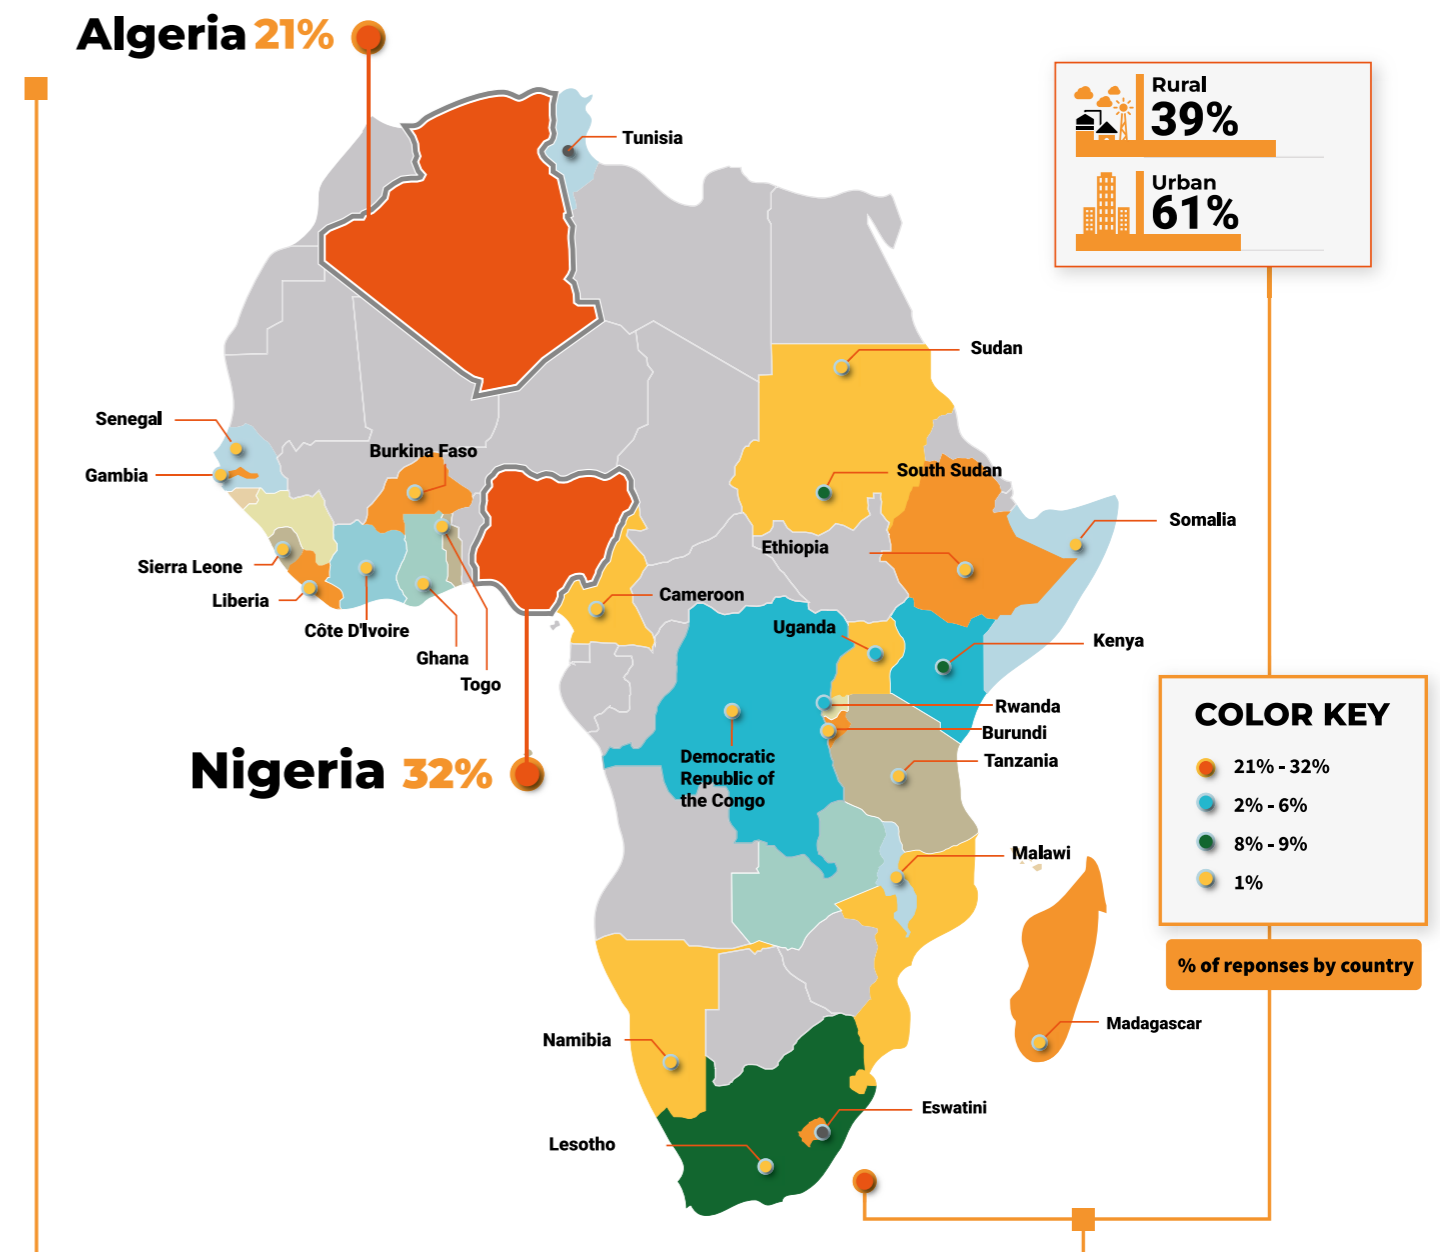 Algeria 21%
Rural
39%
Urban
61%
Tunisia
Sudan
Senegal
Burkina Faso
Gambia
South Sudan
Somalia
Ethiopia
Sierra Leone
Cameroon
Liberia
Côte D'Ivoire
Uganda
Kenya
Ghana
Togo
Rwanda
Burundi
Democratic
Republic of
the Congo
Tanzania
Nigeria 32%
COLOR KEY
21% - 32%
2% - 6%
8% - 9%
1%
Malawi
% of reponses by country
Madagascar
Namibia
Eswatini
Lesotho